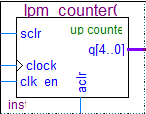 lpm_counter(
sclr
up counte
q[4..0]
clock
clk_en
aclr
ins